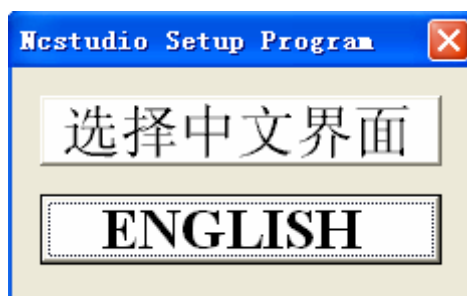 Ncstudio Setup Program
选择中文界面
ENGLISH